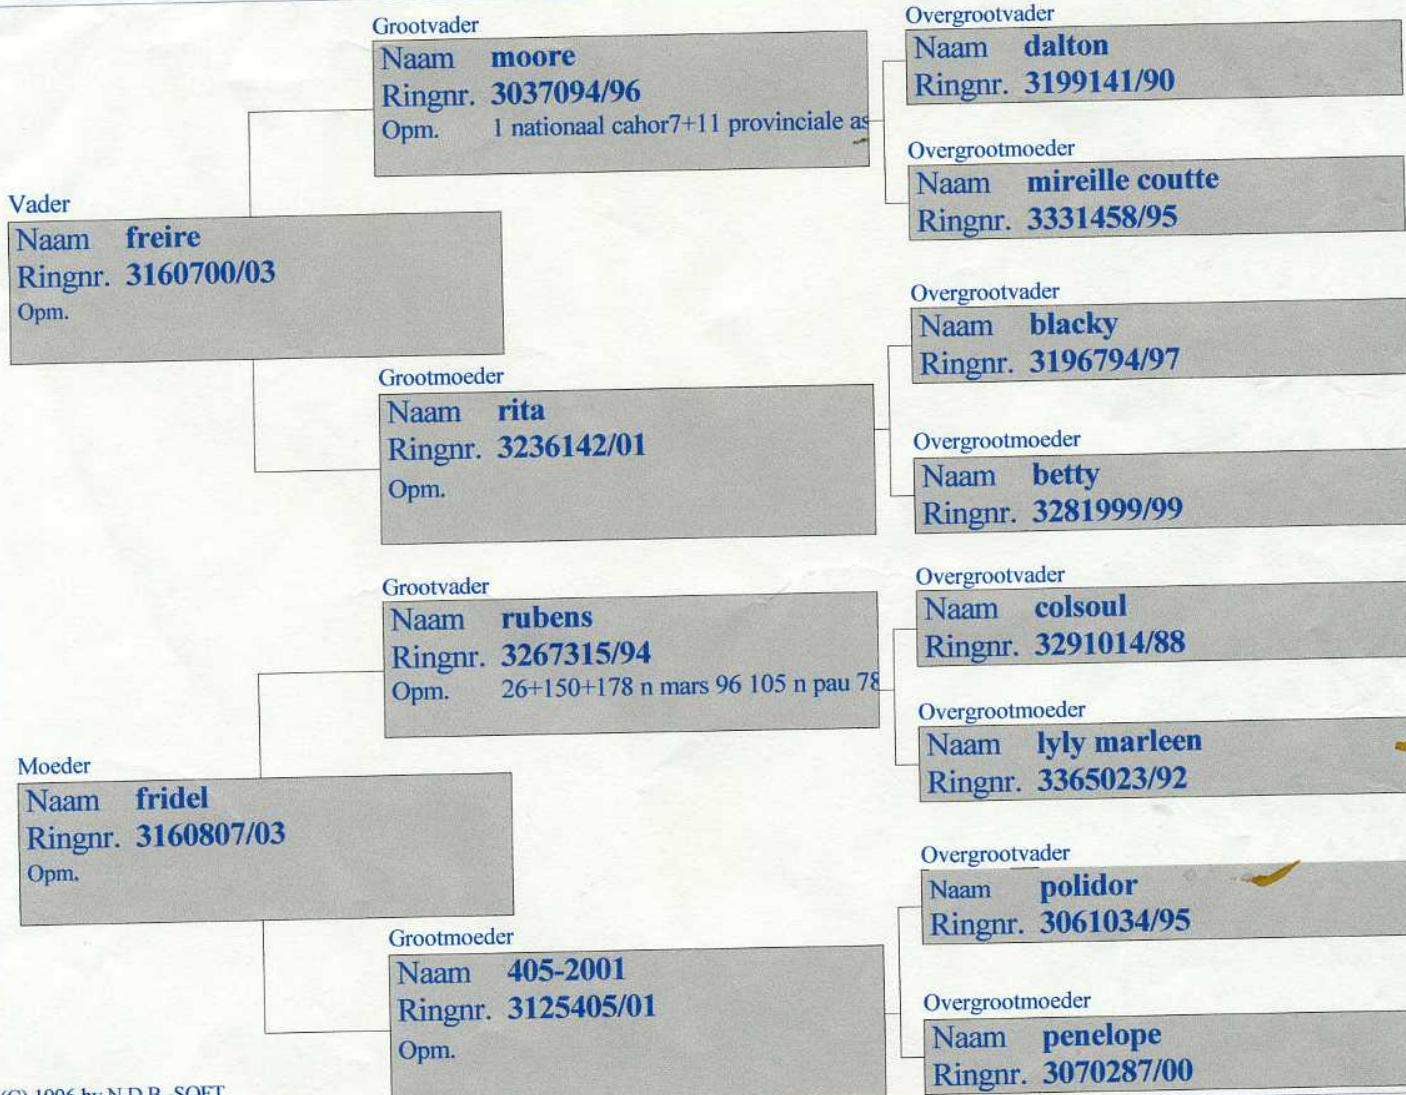 Vader
Naam freire
Ringnr. 3160700/03
Opm.
Moeder
Naam fridel
Ringnr. 3160807/03
Opm.
Grootvader
Naam moore
Ringnr. 3037094/96
Opm. 1 nationaal cahor7+11 provinciale as
Grootmoeder
Naam rita
Ringnr. 3236142/01
Opm.
Grootvader
Naam rubens
Ringnr. 3267315/94
Opm. 26+150+178 n mars 96 105 n pau 78
Grootmoeder
Naam 405-2001
Ringnr. 3125405/01
Opm.
Overgrootvader
Naam dalton
Ringnr. 3199141/90
Overgrootmoeder
Naam mireille coutte
Ringnr. 3331458/95
Overgrootvader
Naam blacky
Ringnr. 3196794/97
Overgrootmoeder
Naam betty
Ringnr. 3281999/99
Overgrootvader
Naam colsoul
Ringnr. 3291014/88
Overgrootmoeder
Naam lyly marleen
Ringnr. 3365023/92
Overgrootvader
Naam polidor
Ringnr. 3061034/95
Overgrootmoeder
Naam penelope
Ringnr. 3070287/00
(C) 1996 by N.D.B.-SOFT